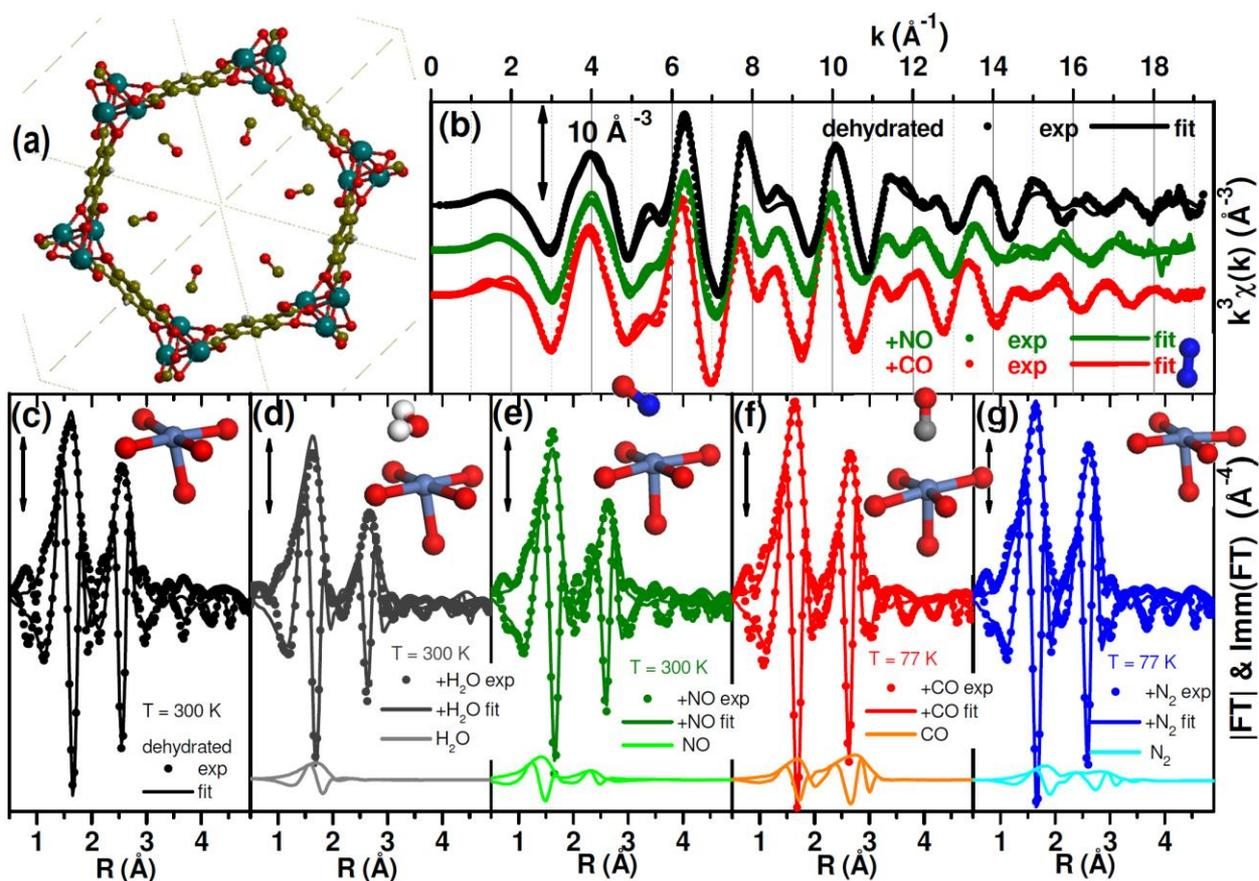 k (Å⁻¹)
0 2 4 6 8 10 12 14 16 18
(a)
(b)
10 Å⁻³
dehydrated • exp — fit
k³χ(k) (Å⁻³)
+NO • exp — fit
+CO • exp — fit
(c)
T = 300 K
dehydrated
exp
fit
(d)
T = 300 K
+H₂O exp
+H₂O fit
H₂O
(e)
T = 300 K
+NO exp
+NO fit
NO
(f)
T = 77 K
+CO exp
+CO fit
CO
(g)
T = 77 K
+N₂ exp
+N₂ fit
N₂
|FT| & Imm(FT) (Å⁻⁴)
1 2 3 4
1 2 3 4
1 2 3 4
1 2 3 4
1 2 3 4
R (Å)
R (Å)
R (Å)
R (Å)
R (Å)